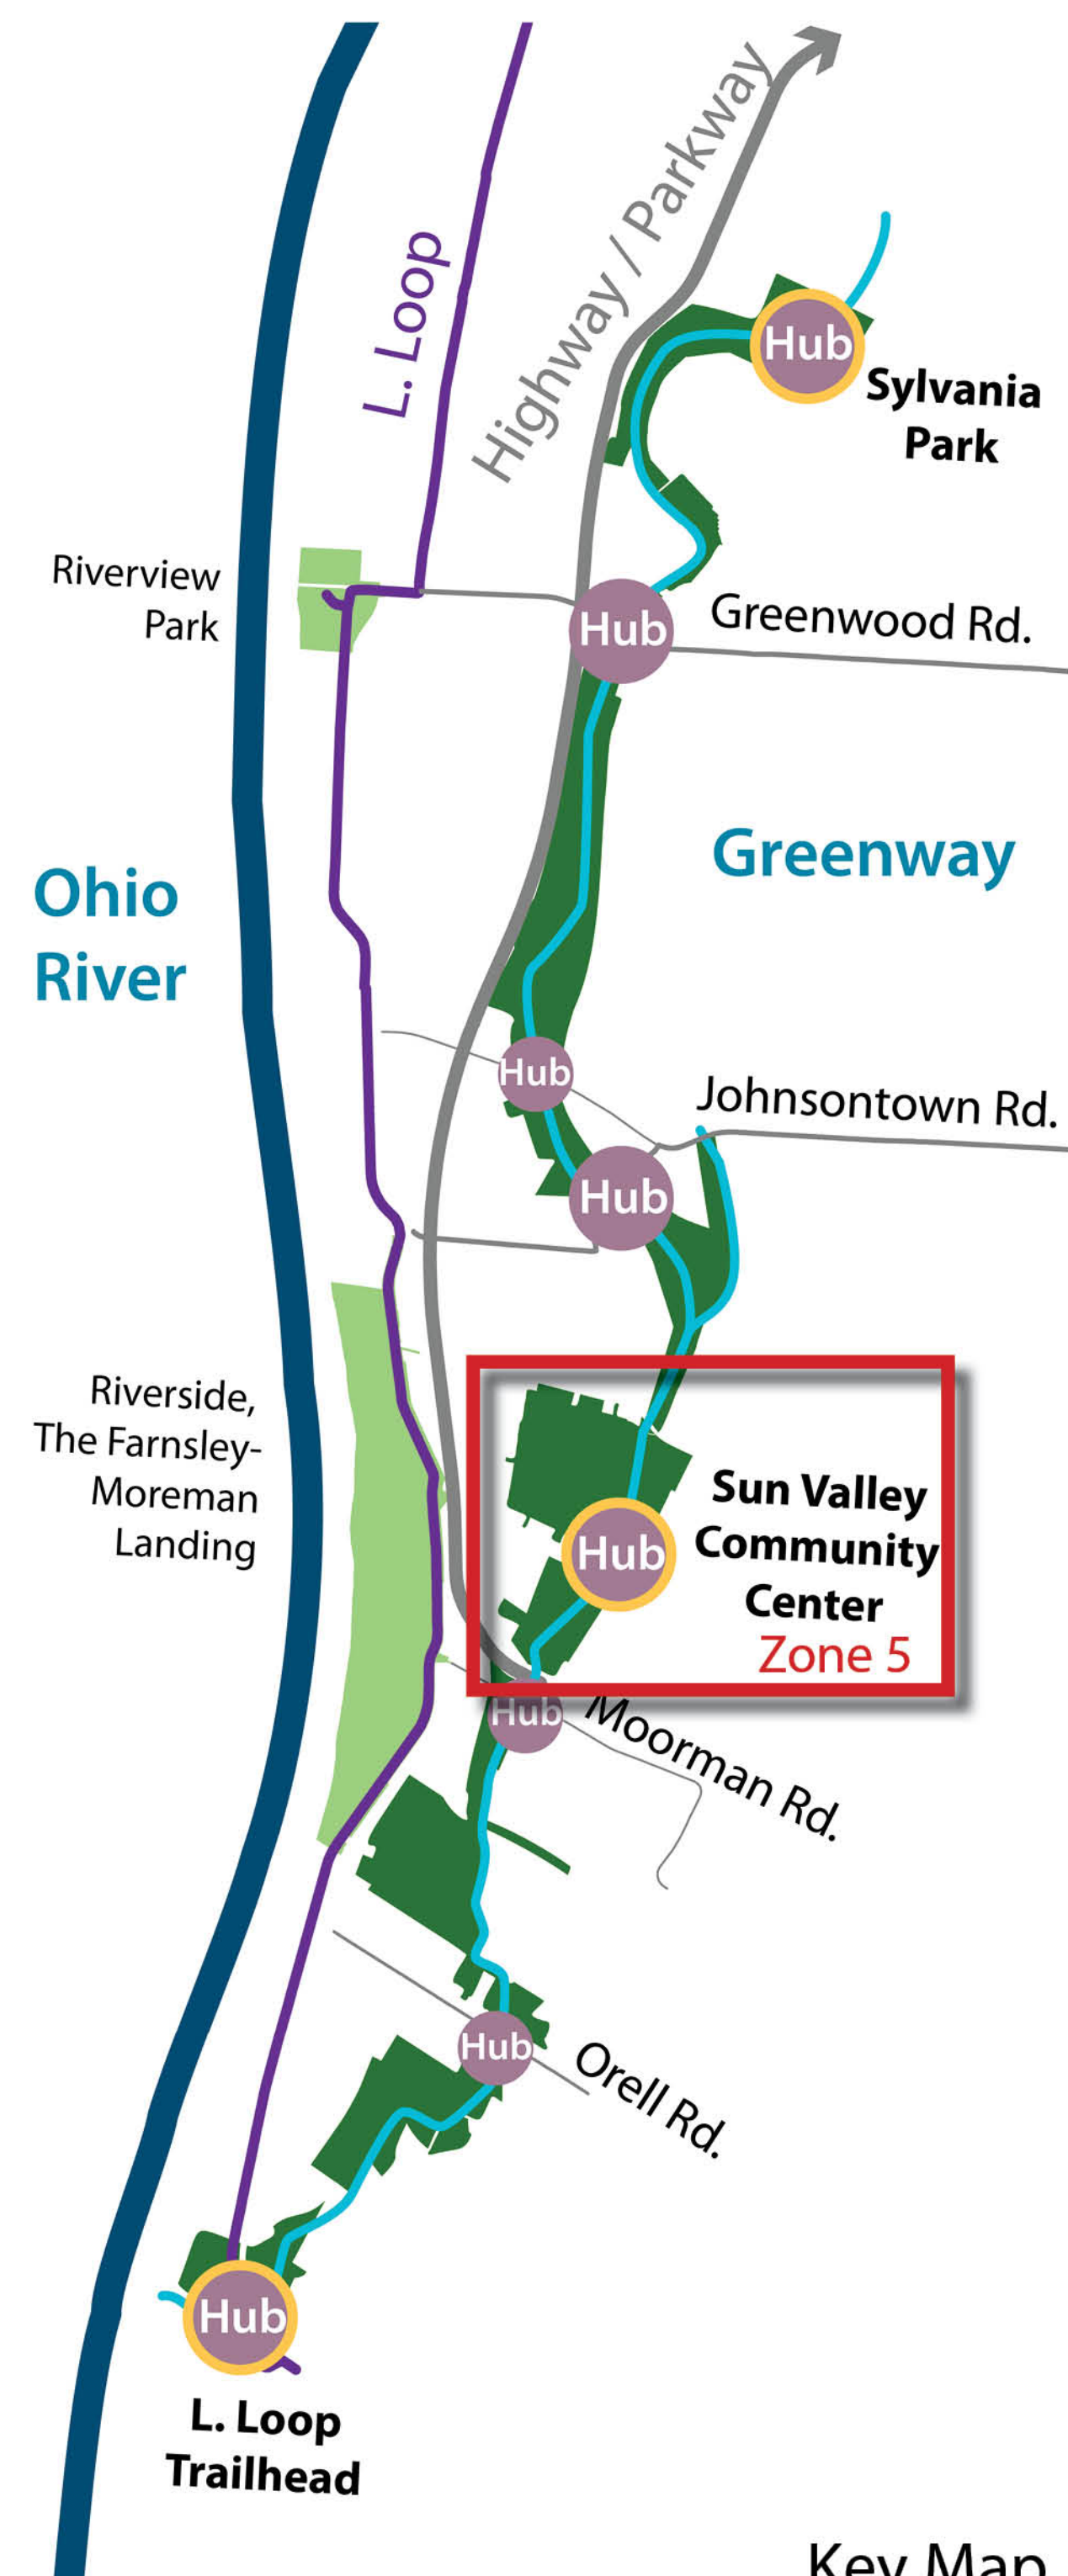 Highway / Parkway
L. Loop
Hub
Sylvania
Park
Riverview
Park
Hub
Greenwood Rd.
Greenway
Ohio
River
Hub
Johnsontown Rd.
Hub
Riverside,
The Farnsley-
Moreman
Landing
Sun Valley
Community
Center
Hub
Zone 5
Hub
Moorman Rd.
Hub
Orell Rd.
Hub
L. Loop
Trailhead
Key Map